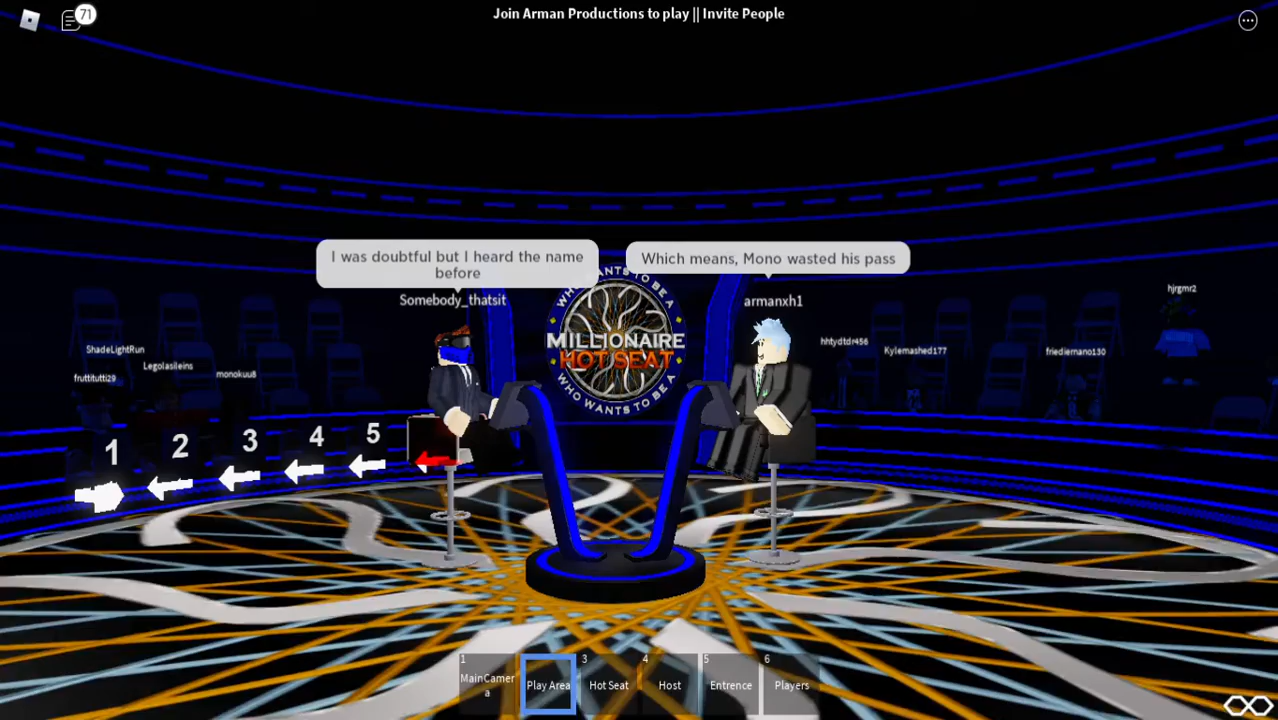 71
Join Arman Productions to play || Invite People
I was doubtful but I heard the name
before
Which means, Mono wasted his pass
Somebody_thatsit
armanxh1
WHO WANTS TO BE A
MILLIONAIRE
HOT SEAT
WHO WANTS TO BE A
hjrgmr2
ShadeLightRun
Legolasileins
monokuu8
fruttitutti29
hhtydtdr456
Kylemashed177
friediernano130
1
2
3
4
5
1
MainCamer
a
Play Area
3
Hot Seat
4
Host
5
Entrence
6
Players